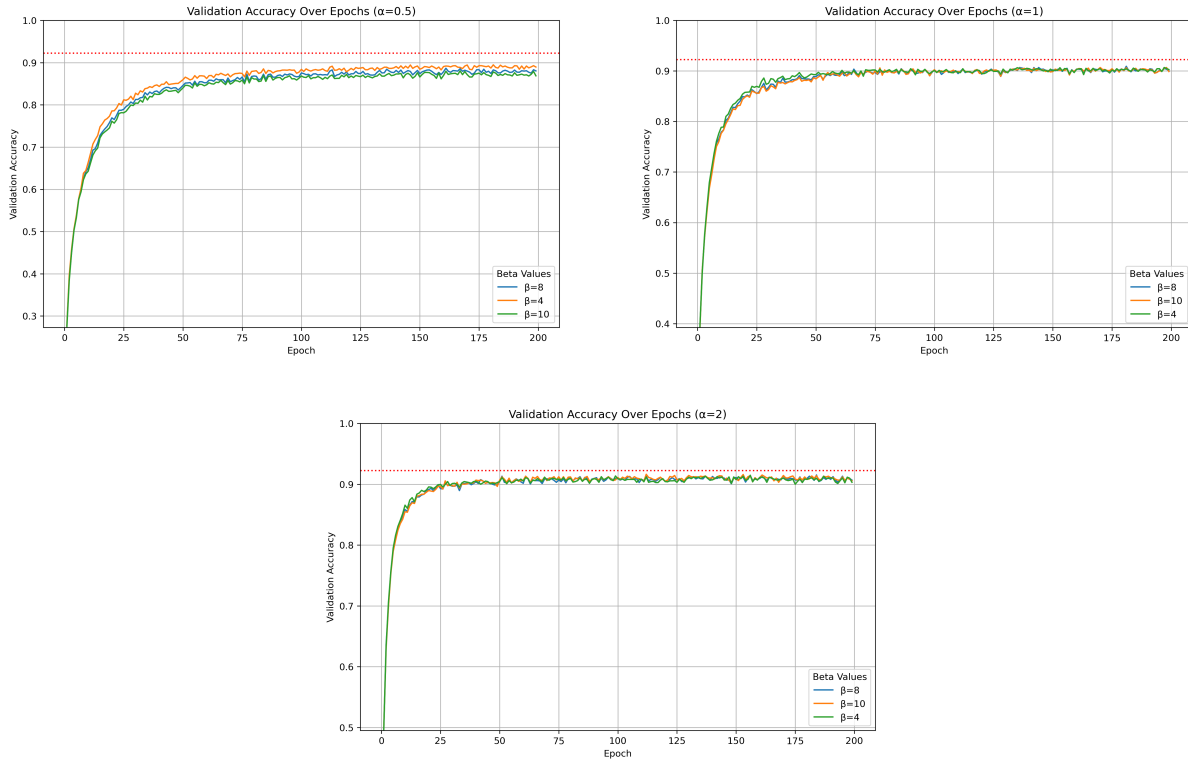 Validation Accuracy Over Epochs (α=0.5)
1.0
0.9
0.8
0.7
0.6
0.5
0.4
0.3
Validation Accuracy
0 25 50 75 100 125 150 175 200
Epoch
Beta Values
β=8
β=4
β=10
Validation Accuracy Over Epochs (α=1)
1.0
0.9
0.8
0.7
0.6
0.5
0.4
Validation Accuracy
0 25 50 75 100 125 150 175 200
Epoch
Beta Values
β=8
β=10
β=4
Validation Accuracy Over Epochs (α=2)
1.0
0.9
0.8
0.7
0.6
0.5
Validation Accuracy
0 25 50 75 100 125 150 175 200
Epoch
Beta Values
β=8
β=10
β=4